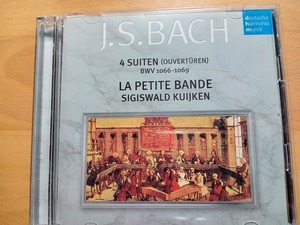 J.S. BACH
deutsche
harmonia
mundi
4 SUITEN (OUVERTÜREN)
BWV 1066-1069
LA PETITE BANDE
SIGISWALD KUIJKEN